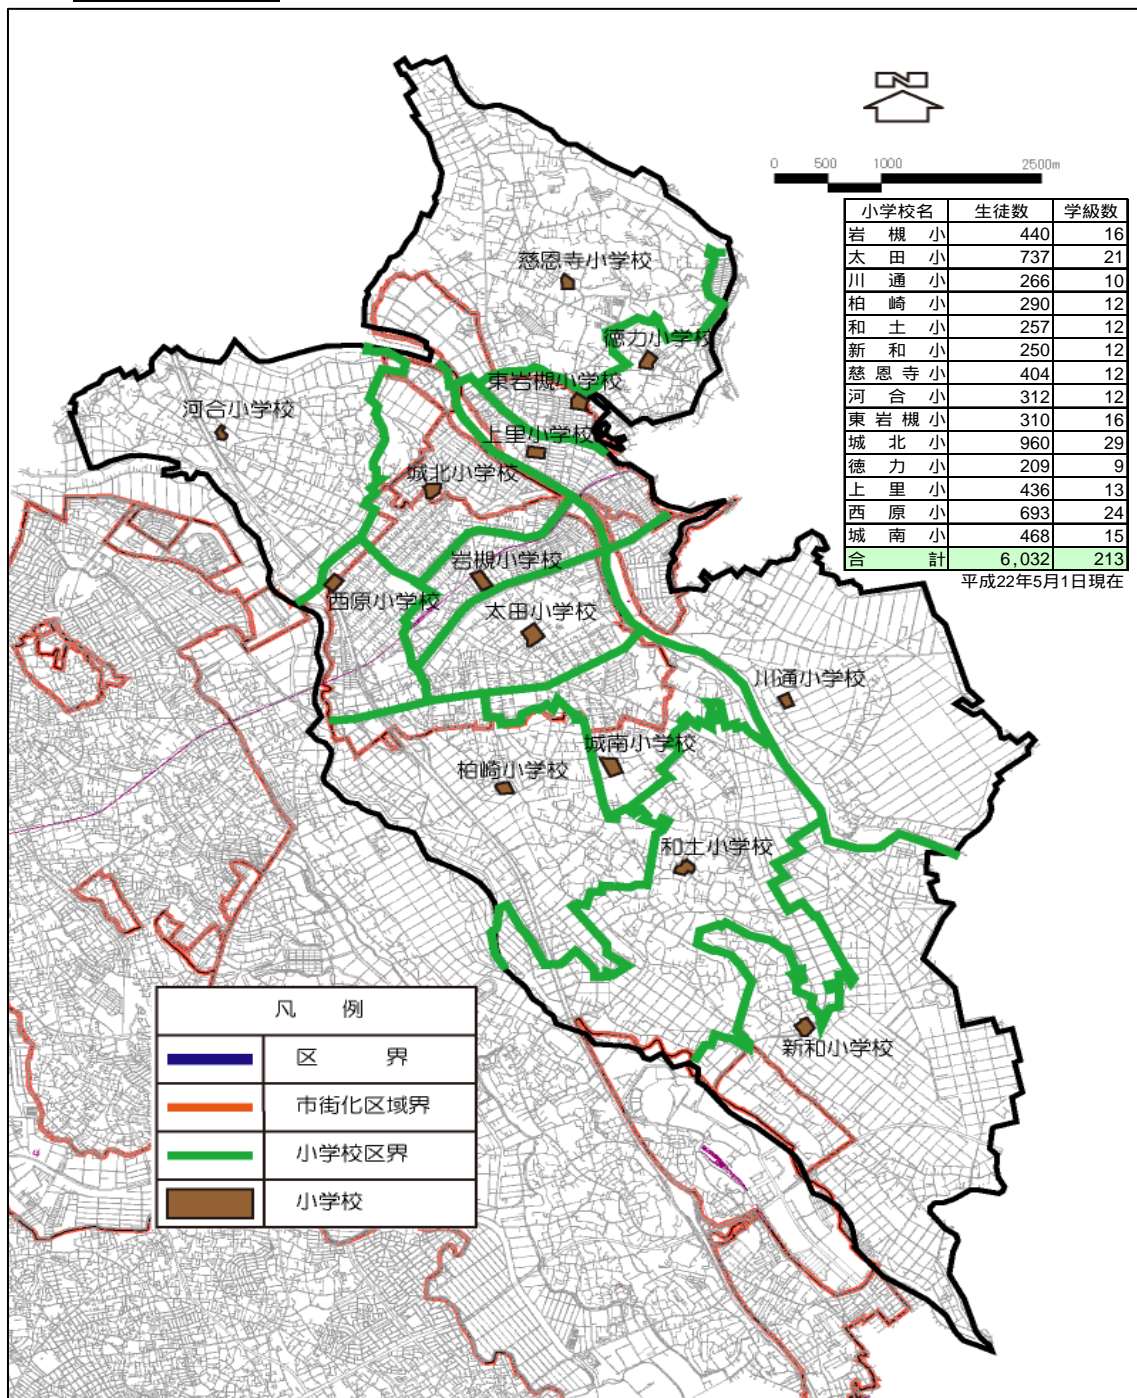 N
0 500 1000 2500m
小学校名 生徒数 学級数
岩槻小 440 16
太田小 737 21
川通小 266 10
柏崎小 290 12
和土小 257 12
新和小 250 12
慈恩寺小 404 12
河合小 312 12
東岩槻小 310 16
城北小 960 29
徳力小 209 9
上里小 436 13
西原小 693 24
城南小 468 15
合計 6,032 213
平成22年5月1日現在
慈恩寺小学校
徳力小学校
東岩槻小学校
河合小学校
上里小学校
城北小学校
岩槻小学校
西原小学校
太田小学校
川通小学校
城南小学校
柏崎小学校
和土小学校
新和小学校
凡例
区界
市街化区域界
小学校区界
小学校